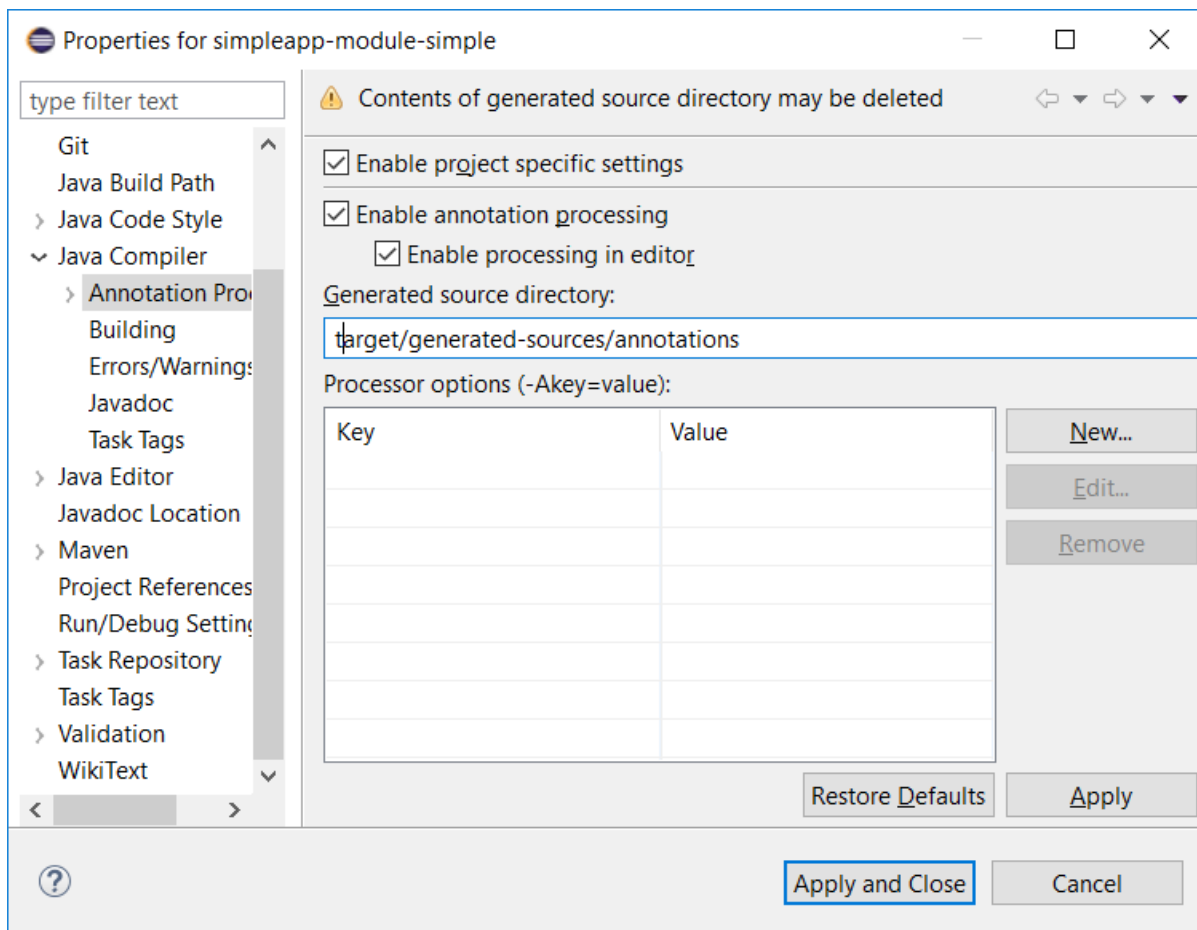 Properties for simpleapp-module-simple
type filter text
Git
Java Build Path
Java Code Style
Java Compiler
Annotation Pro
Building
Errors/Warnings
Javadoc
Task Tags
Java Editor
Javadoc Location
Maven
Project References
Run/Debug Setting
Task Repository
Task Tags
Validation
WikiText
Contents of generated source directory may be deleted
Enable project specific settings
Enable annotation processing
Enable processing in editor
Generated source directory:
target/generated-sources/annotations
Processor options (-Akey=value):
Key Value
New...
Edit...
Remove
Restore Defaults Apply
? Apply and Close Cancel